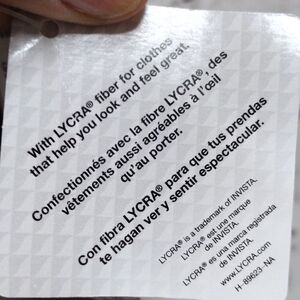 With LYCRA® fiber for clothes
that help you look and feel great.
Confectionnés avec la fibre LYCRA®, des
vêtements aussi agréables à l'œil
qu'au porter.
Con fibra LYCRA® para que tus prendas
te hagan ver y sentir espectacular.
LYCRA® is a trademark of INVISTA.
LYCRA® est une marque
de INVISTA.
LYCRA® es una marca registrada
de INVISTA.
www.LYCRA.com
H-89623-NA